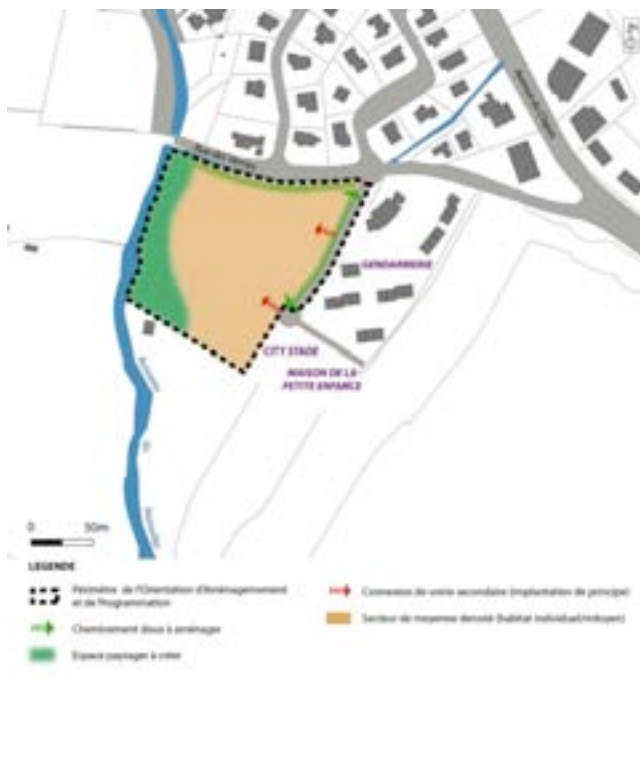 Rue des
GENDARMERIE
CITY STADE
MAISON DE LA
PETITE ENFANCE
0 50m
LEGENDE
Périmètre de l'Orientation d'Aménagement
et de Programmation
Cheminement doux à aménager
Espace paysager à créer
Connexion de voirie secondaire (implantation de principe)
Secteur de moyenne densité (habitat individuel/mitoyen)